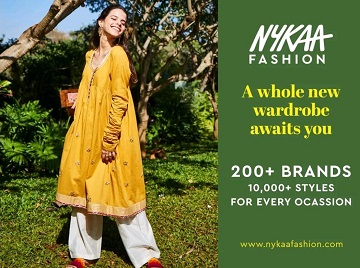 NYKAA
FASHION
A whole new
wardrobe
awaits you
200+ BRANDS
10,000+ STYLES
FOR EVERY OCASSION
www.nykaafashion.com